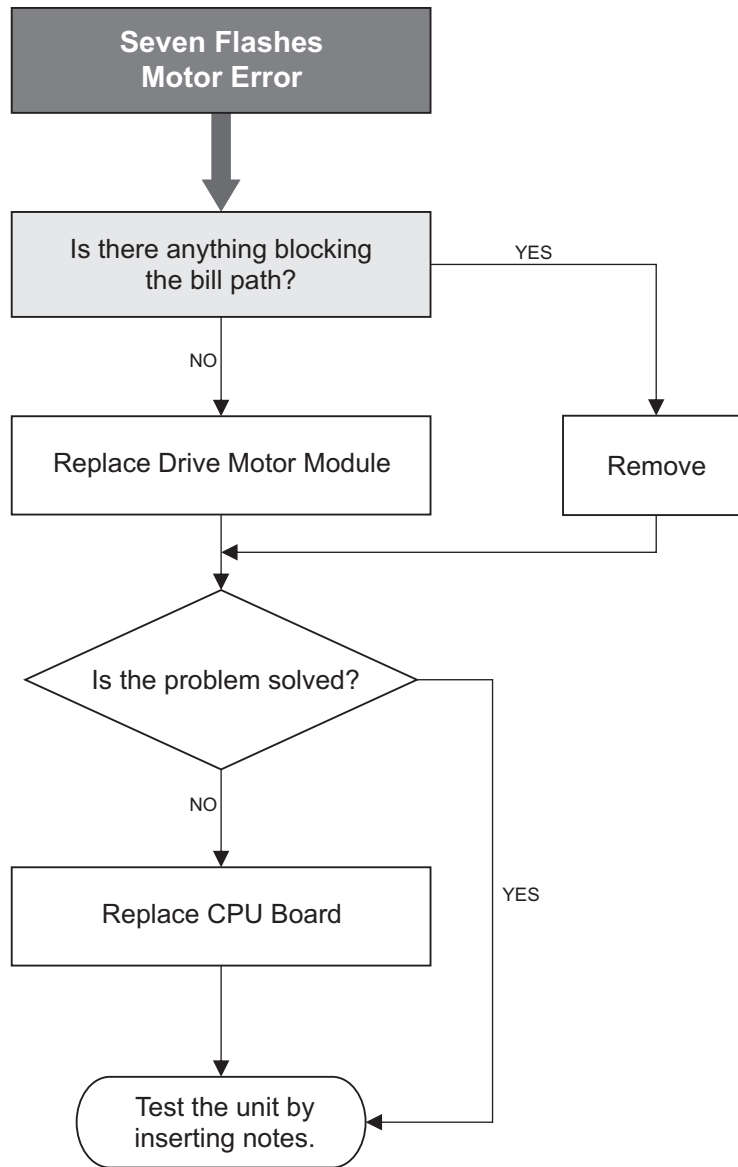 Seven Flashes
Motor Error
Is there anything blocking
the bill path?
YES
NO
Replace Drive Motor Module
Remove
Is the problem solved?
NO
YES
Replace CPU Board
Test the unit by
inserting notes.